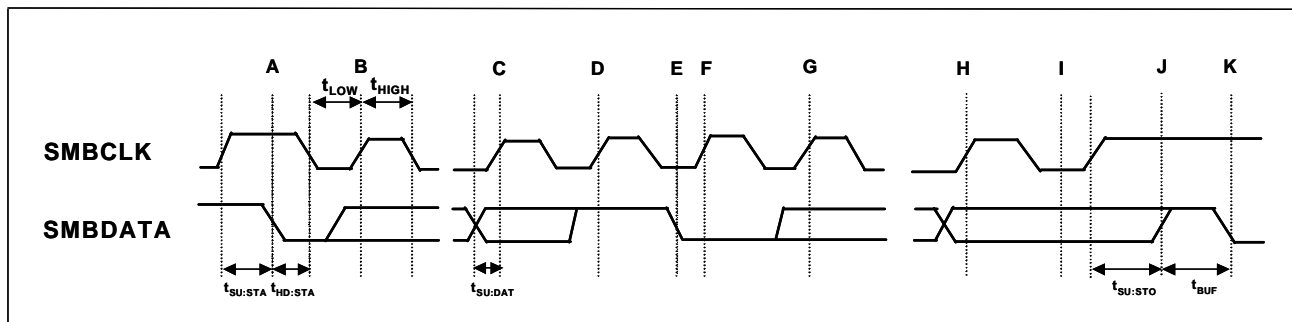 A B C D E F G H I J K
tLOW tHIGH
SMBCLK
SMBDATA
tSU:STA tHD:STA tSU:DAT tSU:STO tBUF